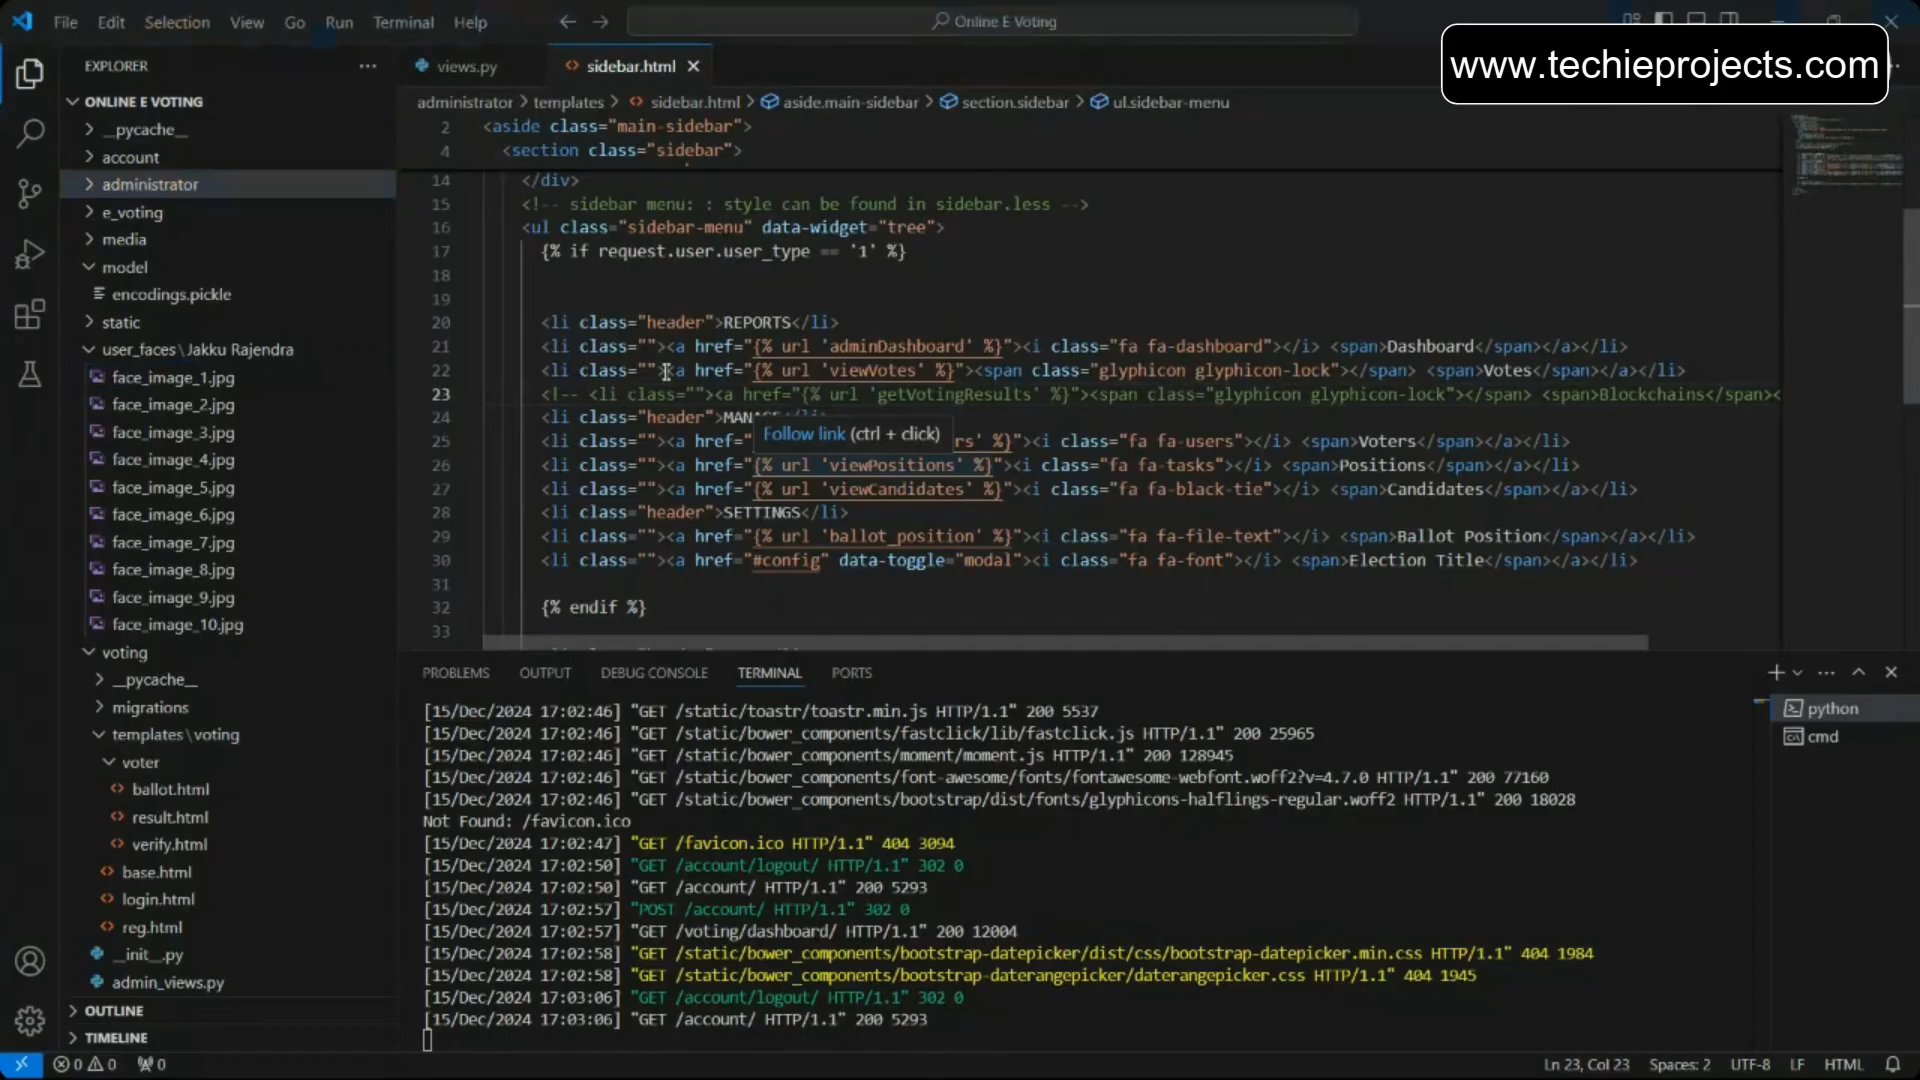 File Edit Selection View Go Run Terminal Help
Online E Voting
www.techieprojects.com
EXPLORER
ONLINE E VOTING
__pycache__
account
administrator
e_voting
media
model
encodings.pickle
static
user_faces\Jakku Rajendra
face_image_1.jpg
face_image_2.jpg
face_image_3.jpg
face_image_4.jpg
face_image_5.jpg
face_image_6.jpg
face_image_7.jpg
face_image_8.jpg
face_image_9.jpg
face_image_10.jpg
voting
__pycache__
migrations
templates\voting
voter
ballot.html
result.html
verify.html
base.html
login.html
reg.html
__init__.py
admin_views.py
OUTLINE
TIMELINE
views.py sidebar.html
administrator > templates > sidebar.html > aside.main-sidebar > section.sidebar > ul.sidebar-menu
2 <aside class="main-sidebar">
4 <section class="sidebar">
14 </div>
15 <!-- sidebar menu: : style can be found in sidebar.less -->
16 <ul class="sidebar-menu" data-widget="tree">
17 {% if request.user.user_type == '1' %}
18
19
20 <li class="header">REPORTS</li>
21 <li class=""><a href="{% url 'adminDashboard' %}"><i class="fa fa-dashboard"></i> <span>Dashboard</span></a></li>
22 <li class=""><a href="{% url 'viewVotes' %}"><span class="glyphicon glyphicon-lock"></span> <span>Votes</span></a></li>
23 <!-- <li class=""><a href="{% url 'getVotingResults' %}"><span class="glyphicon glyphicon-lock"></span> <span>Blockchains</span><
24 <li class="header">MANAGE</li>
Follow link (ctrl + click)
25 <li class=""><a href="rs' %}"><i class="fa fa-users"></i> <span>Voters</span></a></li>
26 <li class=""><a href="{% url 'viewPositions' %}"><i class="fa fa-tasks"></i> <span>Positions</span></a></li>
27 <li class=""><a href="{% url 'viewCandidates' %}"><i class="fa fa-black-tie"></i> <span>Candidates</span></a></li>
28 <li class="header">SETTINGS</li>
29 <li class=""><a href="{% url 'ballot_position' %}"><i class="fa fa-file-text"></i> <span>Ballot Position</span></a></li>
30 <li class=""><a href="#config" data-toggle="modal"><i class="fa fa-font"></i> <span>Election Title</span></a></li>
31
32 {% endif %}
33
PROBLEMS OUTPUT DEBUG CONSOLE TERMINAL PORTS
[15/Dec/2024 17:02:46] "GET /static/toastr/toastr.min.js HTTP/1.1" 200 5537
[15/Dec/2024 17:02:46] "GET /static/bower_components/fastclick/lib/fastclick.js HTTP/1.1" 200 25965
[15/Dec/2024 17:02:46] "GET /static/bower_components/moment/moment.js HTTP/1.1" 200 128945
[15/Dec/2024 17:02:46] "GET /static/bower_components/font-awesome/fonts/fontawesome-webfont.woff2?v=4.7.0 HTTP/1.1" 200 77160
[15/Dec/2024 17:02:46] "GET /static/bower_components/bootstrap/dist/fonts/glyphicons-halflings-regular.woff2 HTTP/1.1" 200 18028
Not Found: /favicon.ico
[15/Dec/2024 17:02:47] "GET /favicon.ico HTTP/1.1" 404 3094
[15/Dec/2024 17:02:50] "GET /account/logout/ HTTP/1.1" 302 0
[15/Dec/2024 17:02:50] "GET /account/ HTTP/1.1" 200 5293
[15/Dec/2024 17:02:57] "POST /account/ HTTP/1.1" 302 0
[15/Dec/2024 17:02:57] "GET /voting/dashboard/ HTTP/1.1" 200 12004
[15/Dec/2024 17:02:58] "GET /static/bower_components/bootstrap-datepicker/dist/css/bootstrap-datepicker.min.css HTTP/1.1" 404 1984
[15/Dec/2024 17:02:58] "GET /static/bower_components/bootstrap-daterangepicker/daterangepicker.css HTTP/1.1" 404 1945
[15/Dec/2024 17:03:06] "GET /account/logout/ HTTP/1.1" 302 0
[15/Dec/2024 17:03:06] "GET /account/ HTTP/1.1" 200 5293
python
cmd
0 0 0
Ln 23, Col 23 Spaces: 2 UTF-8 LF HTML